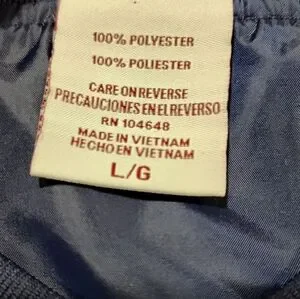 100% POLYESTER
100% POLIESTER
CARE ON REVERSE
PRECAUCIONES EN EL REVERSO
RN 104648
MADE IN VIETNAM
HECHO EN VIETNAM
L/G